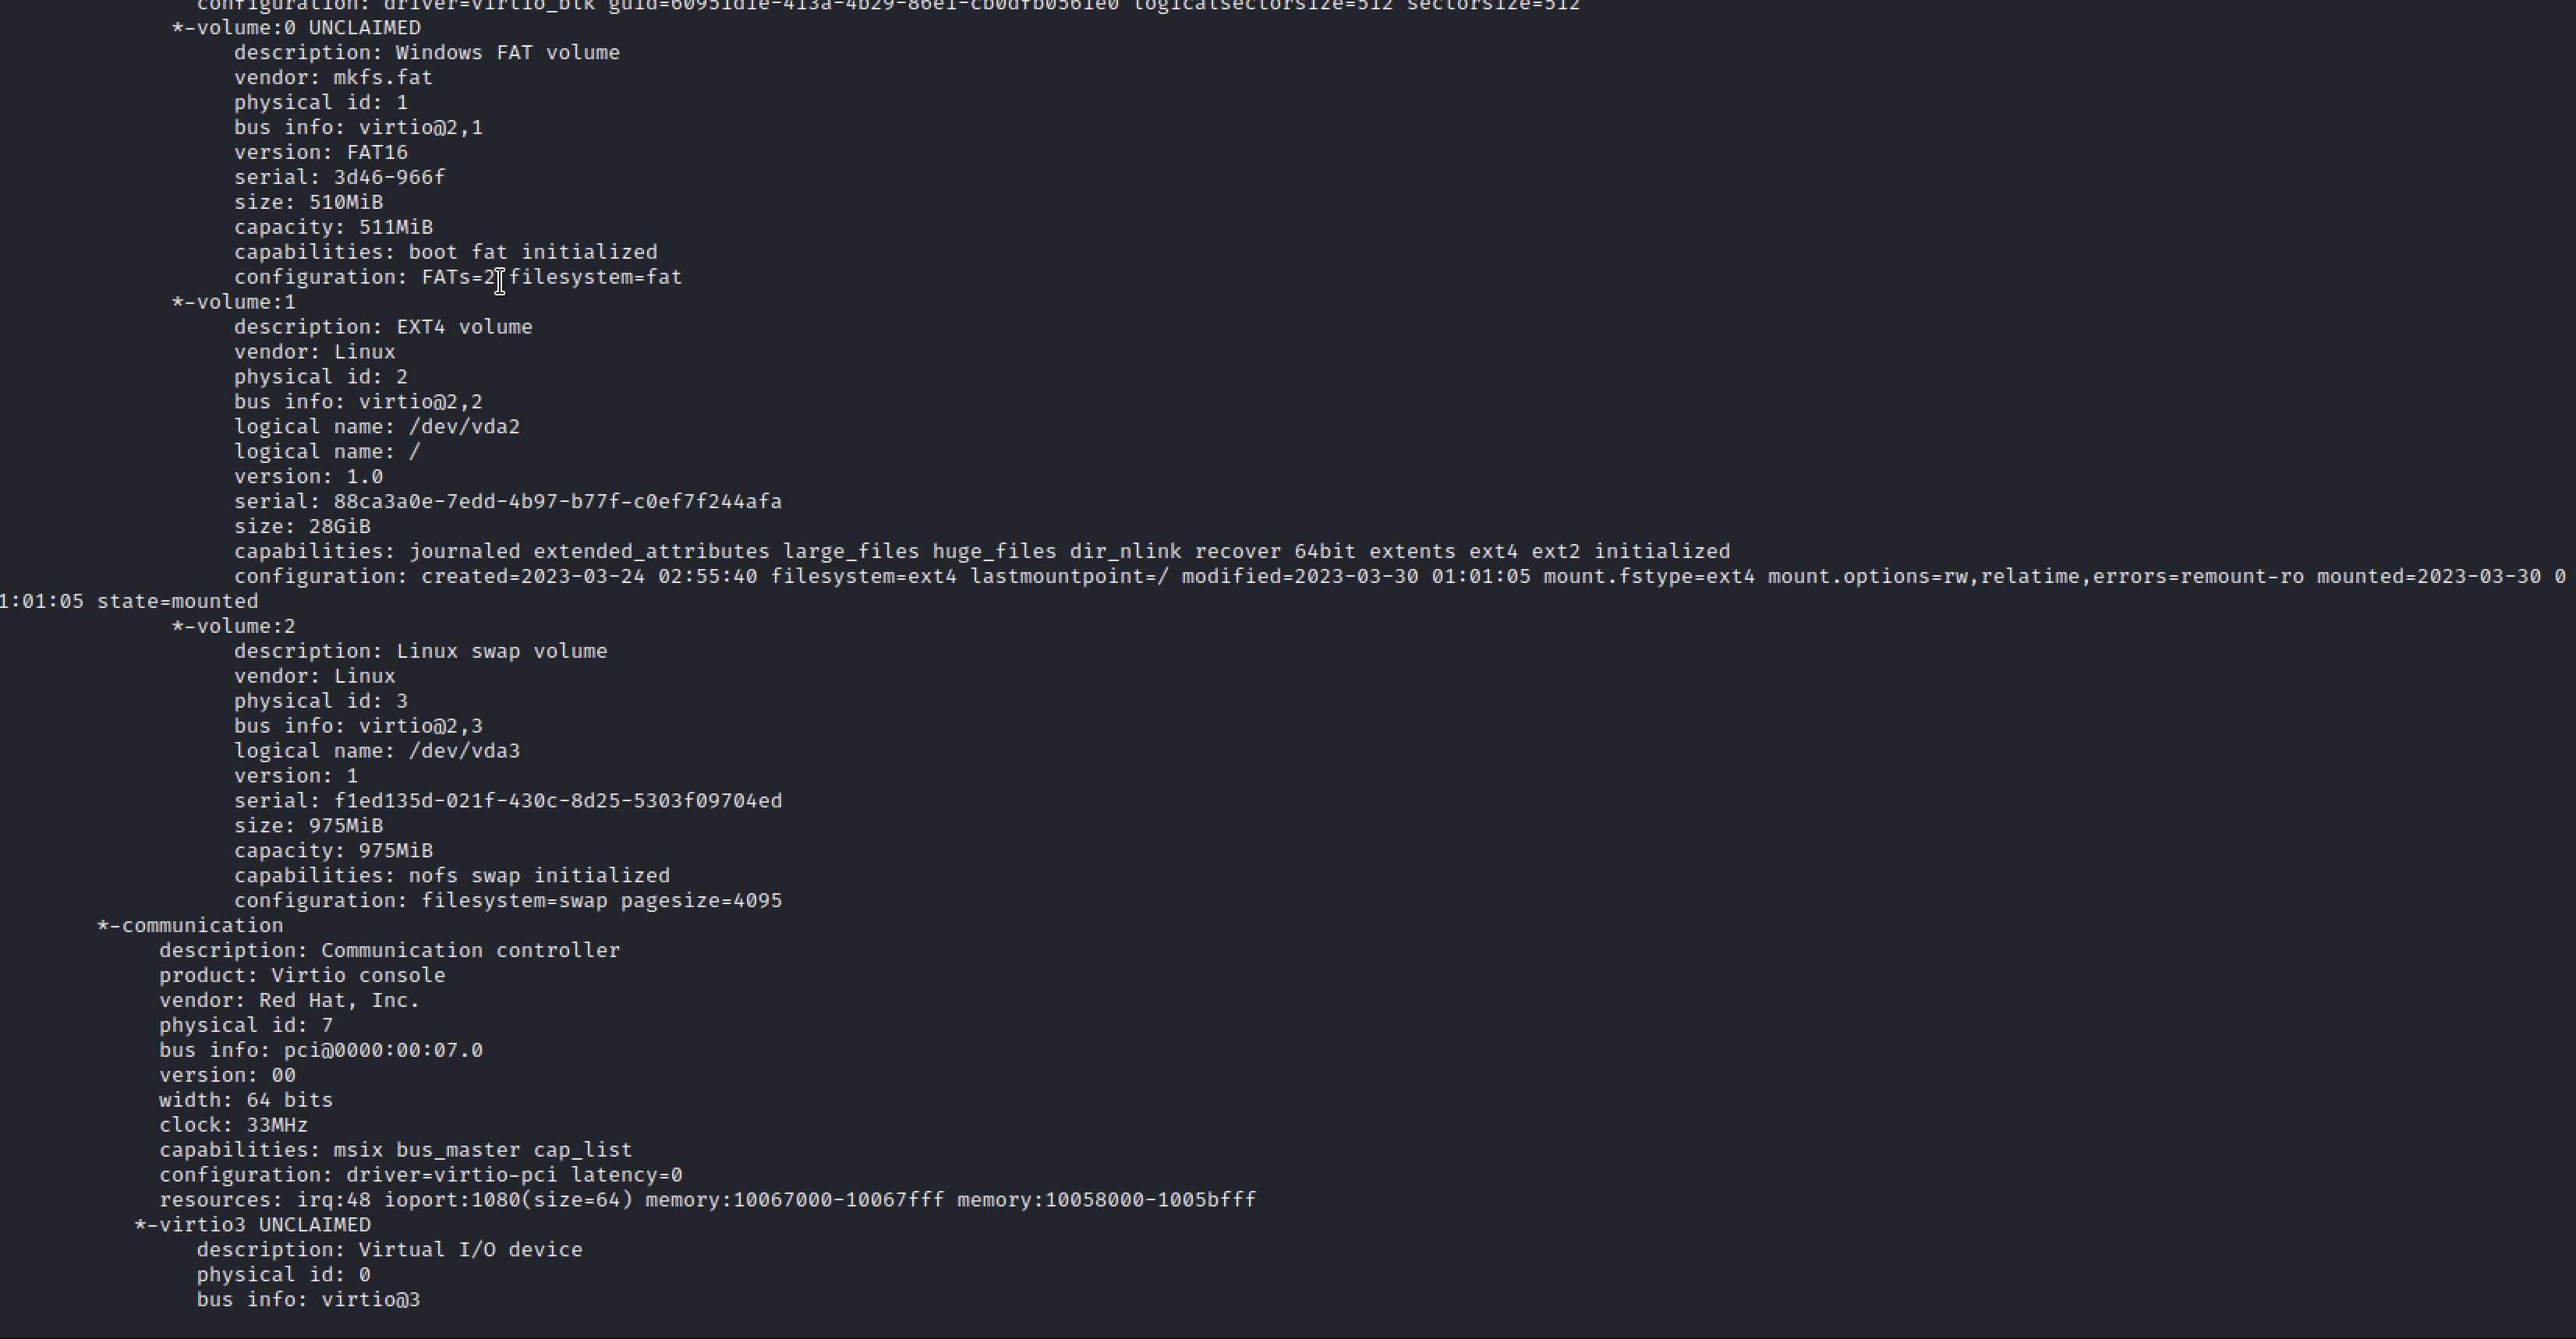 configuration: driver=virtio_blk guid=60951d1e-413a-4b29-86e1-cb0dfb0561e0 logicalsectorsize=512 sectorsize=512
*-volume:0 UNCLAIMED
description: Windows FAT volume
vendor: mkfs.fat
physical id: 1
bus info: virtio@2,1
version: FAT16
serial: 3d46-966f
size: 510MiB
capacity: 511MiB
capabilities: boot fat initialized
configuration: FATs=2 filesystem=fat
*-volume:1
description: EXT4 volume
vendor: Linux
physical id: 2
bus info: virtio@2,2
logical name: /dev/vda2
logical name: /
version: 1.0
serial: 88ca3a0e-7edd-4b97-b77f-c0ef7f244afa
size: 28GiB
capabilities: journaled extended_attributes large_files huge_files dir_nlink recover 64bit extents ext4 ext2 initialized
configuration: created=2023-03-24 02:55:40 filesystem=ext4 lastmountpoint=/ modified=2023-03-30 01:01:05 mount.fstype=ext4 mount.options=rw,relatime,errors=remount-ro mounted=2023-03-30 0
1:01:05 state=mounted
*-volume:2
description: Linux swap volume
vendor: Linux
physical id: 3
bus info: virtio@2,3
logical name: /dev/vda3
version: 1
serial: f1ed135d-021f-430c-8d25-5303f09704ed
size: 975MiB
capacity: 975MiB
capabilities: nofs swap initialized
configuration: filesystem=swap pagesize=4095
*-communication
description: Communication controller
product: Virtio console
vendor: Red Hat, Inc.
physical id: 7
bus info: pci@0000:00:07.0
version: 00
width: 64 bits
clock: 33MHz
capabilities: msix bus_master cap_list
configuration: driver=virtio-pci latency=0
resources: irq:48 ioport:1080(size=64) memory:10067000-10067fff memory:10058000-1005bfff
*-virtio3 UNCLAIMED
description: Virtual I/O device
physical id: 0
bus info: virtio@3